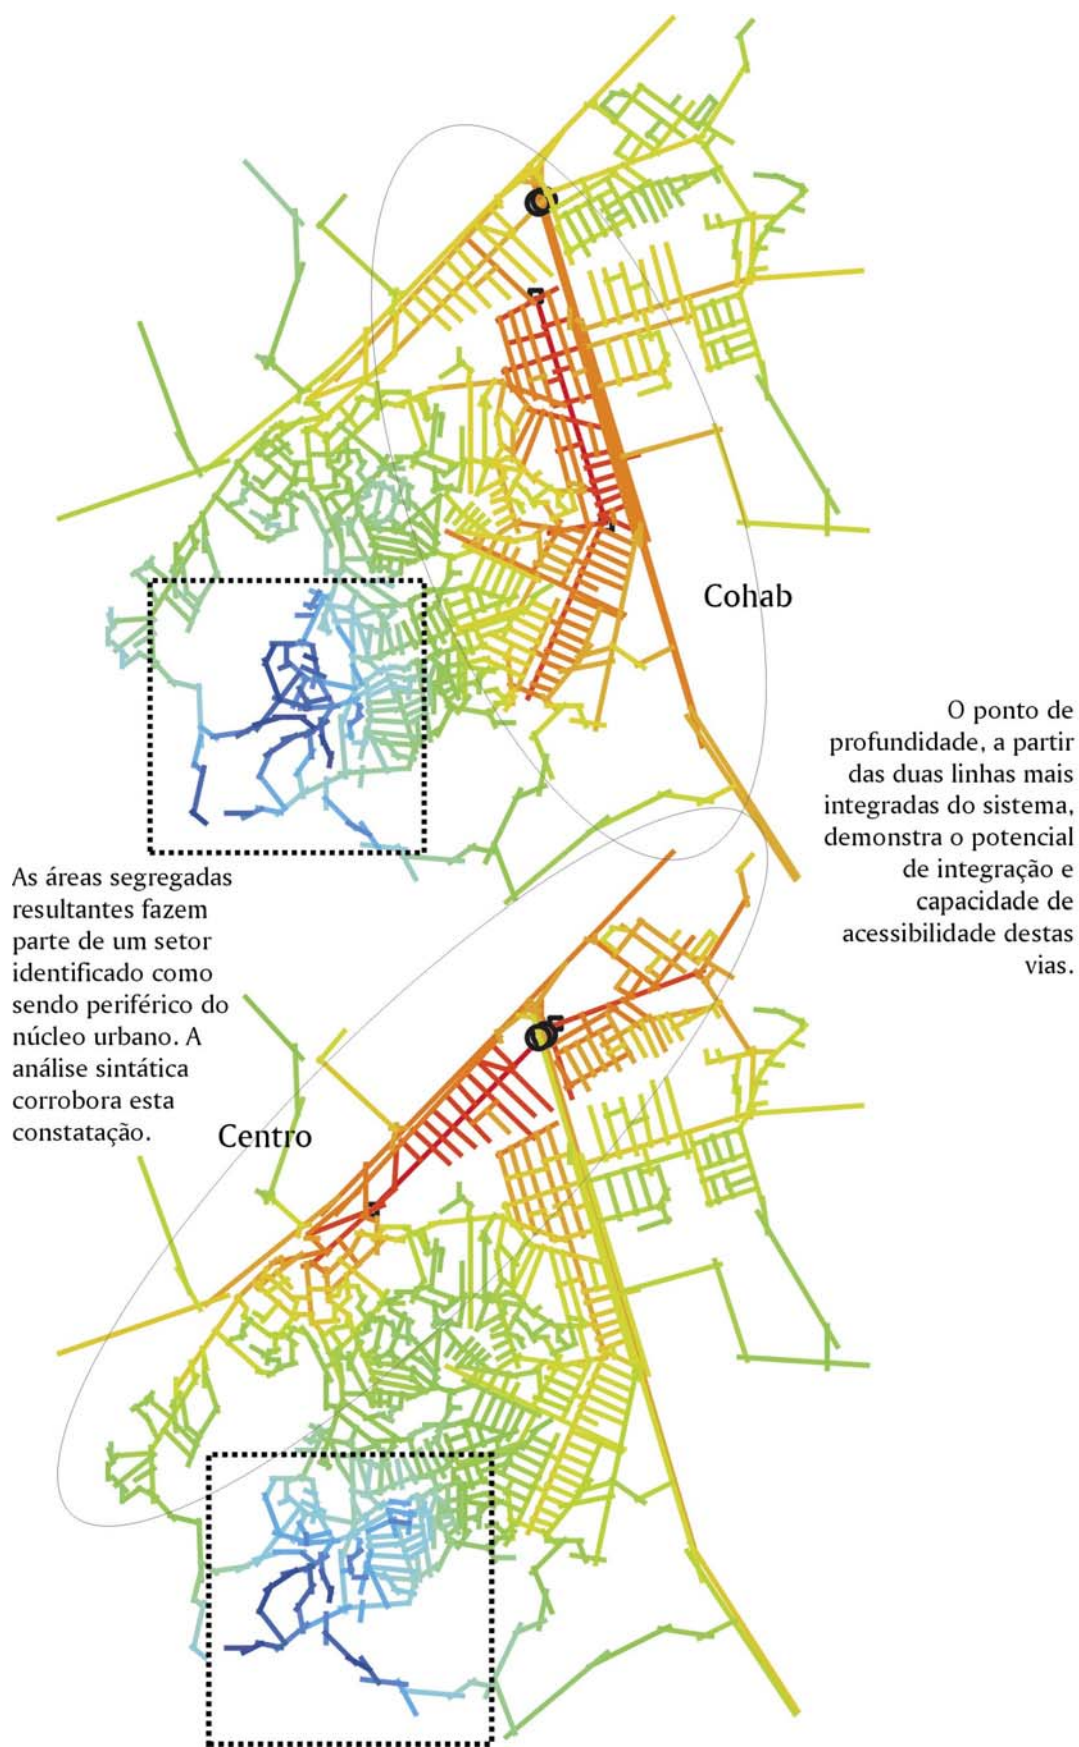 Cohab
O ponto de
profundidade, a partir
das duas linhas mais
integradas do sistema,
demonstra o potencial
de integração e
capacidade de
acessibilidade destas
vias.
As áreas segregadas
resultantes fazem
parte de um setor
identificado como
sendo periférico do
núcleo urbano. A
análise sintática
corrobora esta
constatação.
Centro